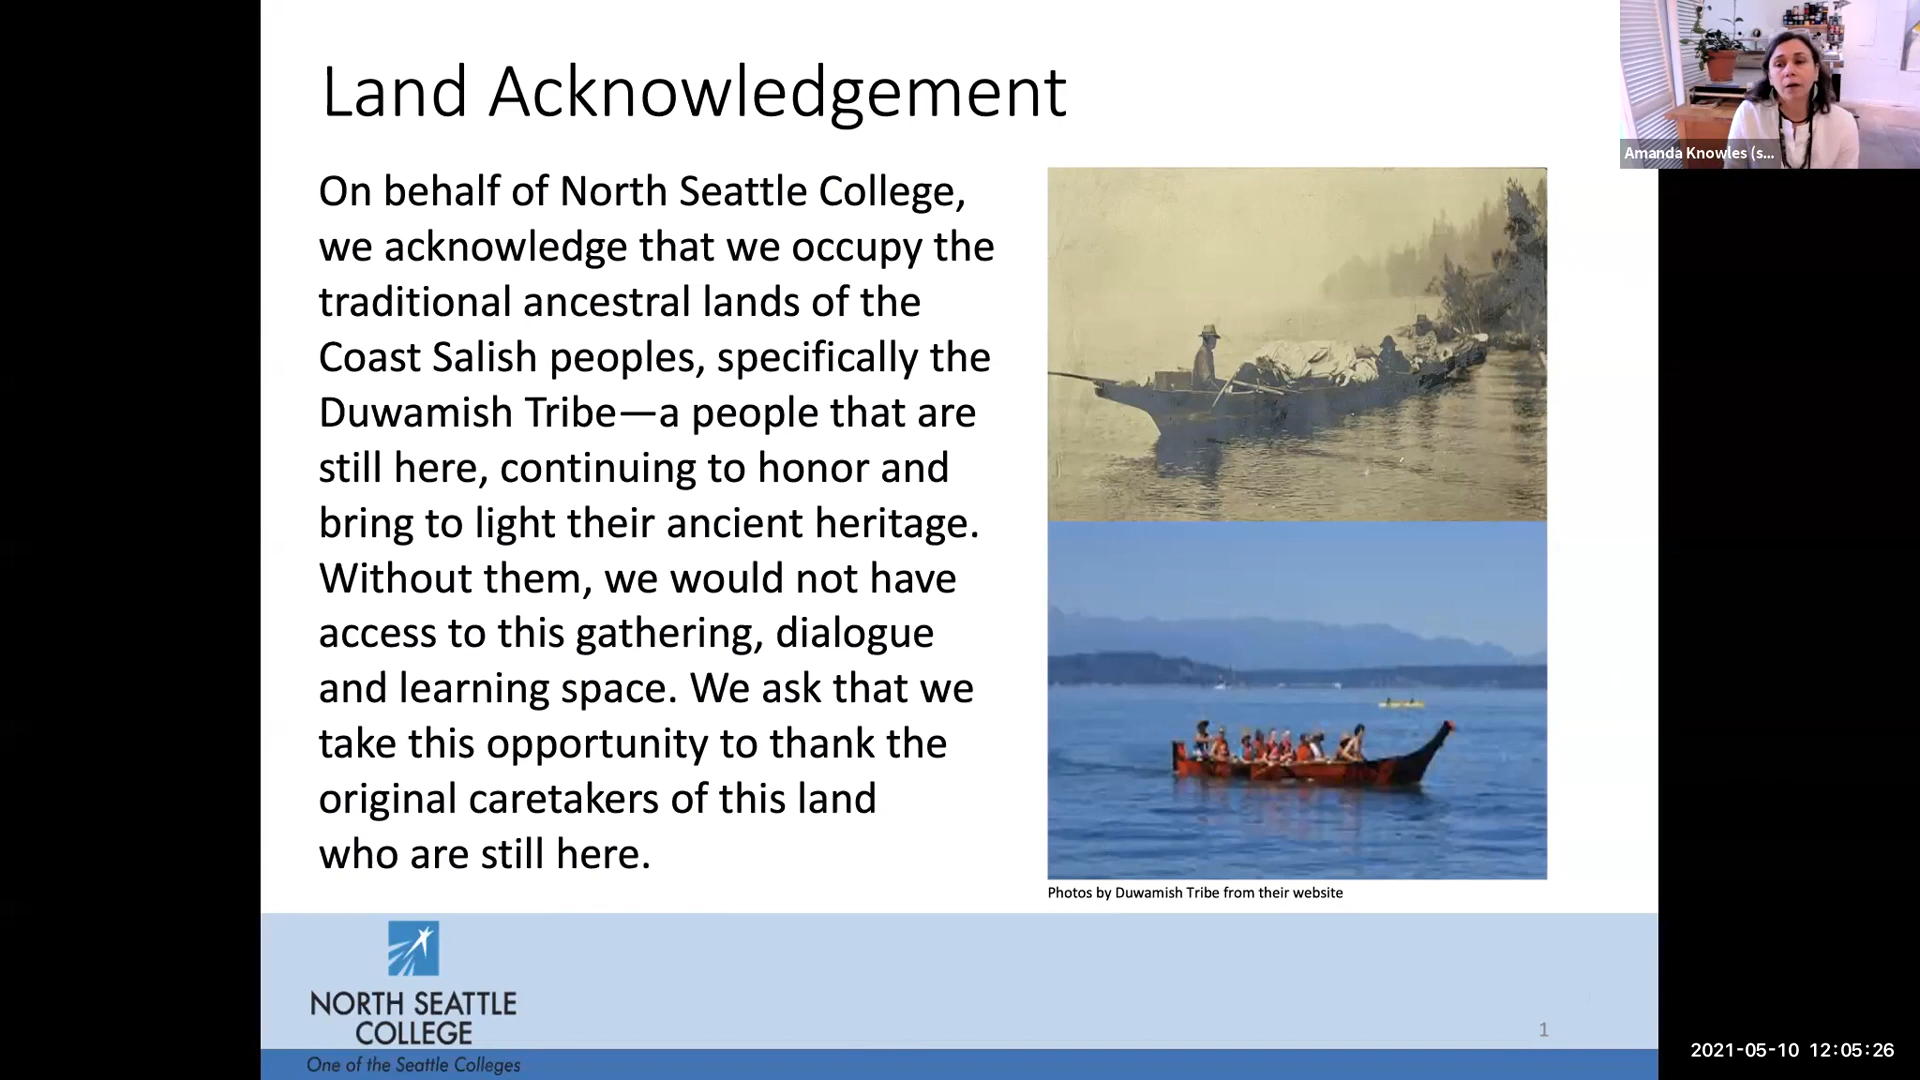 Land Acknowledgement
Amanda Knowles (s...
On behalf of North Seattle College,
we acknowledge that we occupy the
traditional ancestral lands of the
Coast Salish peoples, specifically the
Duwamish Tribe—a people that are
still here, continuing to honor and
bring to light their ancient heritage.
Without them, we would not have
access to this gathering, dialogue
and learning space. We ask that we
take this opportunity to thank the
original caretakers of this land
who are still here.
Photos by Duwamish Tribe from their website
NORTH SEATTLE
COLLEGE
One of the Seattle Colleges
1
2021-05-10 12:05:26